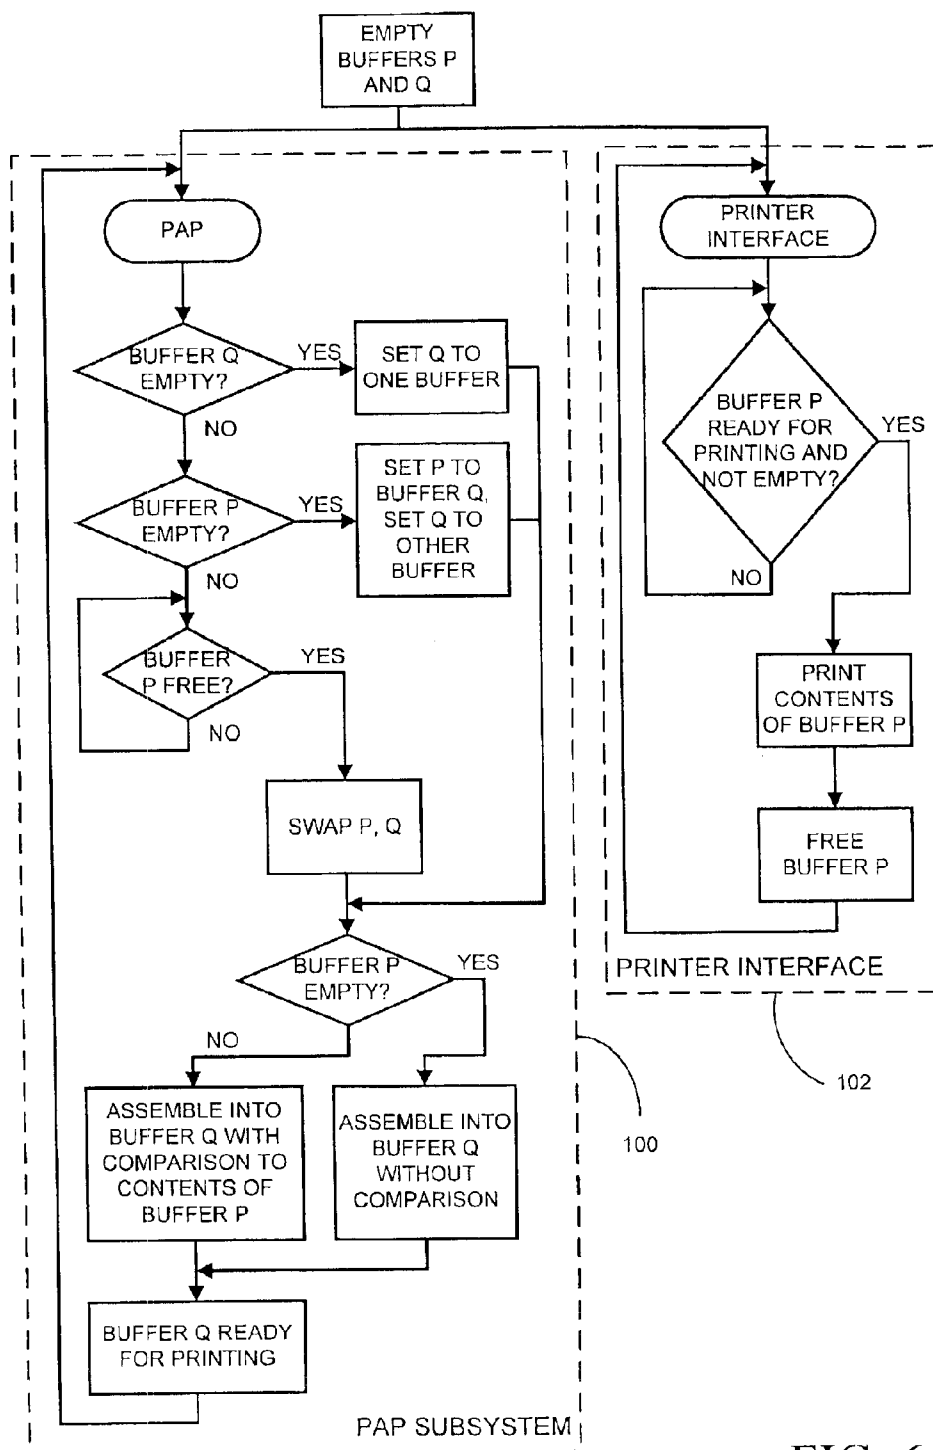 EMPTY
BUFFERS P
AND Q
PAP
BUFFER Q
EMPTY?
YES
SET Q TO
ONE BUFFER
NO
BUFFER P
EMPTY?
YES
SET P TO
BUFFER Q,
SET Q TO
OTHER
BUFFER
NO
BUFFER
P FREE?
YES
NO
SWAP P, Q
BUFFER P
EMPTY?
YES
NO
ASSEMBLE INTO
BUFFER Q WITH
COMPARISON TO
CONTENTS OF
BUFFER P
ASSEMBLE INTO
BUFFER Q
WITHOUT
COMPARISON
BUFFER Q READY
FOR PRINTING
PAP SUBSYSTEM
100
PRINTER
INTERFACE
BUFFER P
READY FOR
PRINTING AND
NOT EMPTY?
YES
NO
PRINT
CONTENTS
OF BUFFER P
FREE
BUFFER P
PRINTER INTERFACE
102
FIG. 6